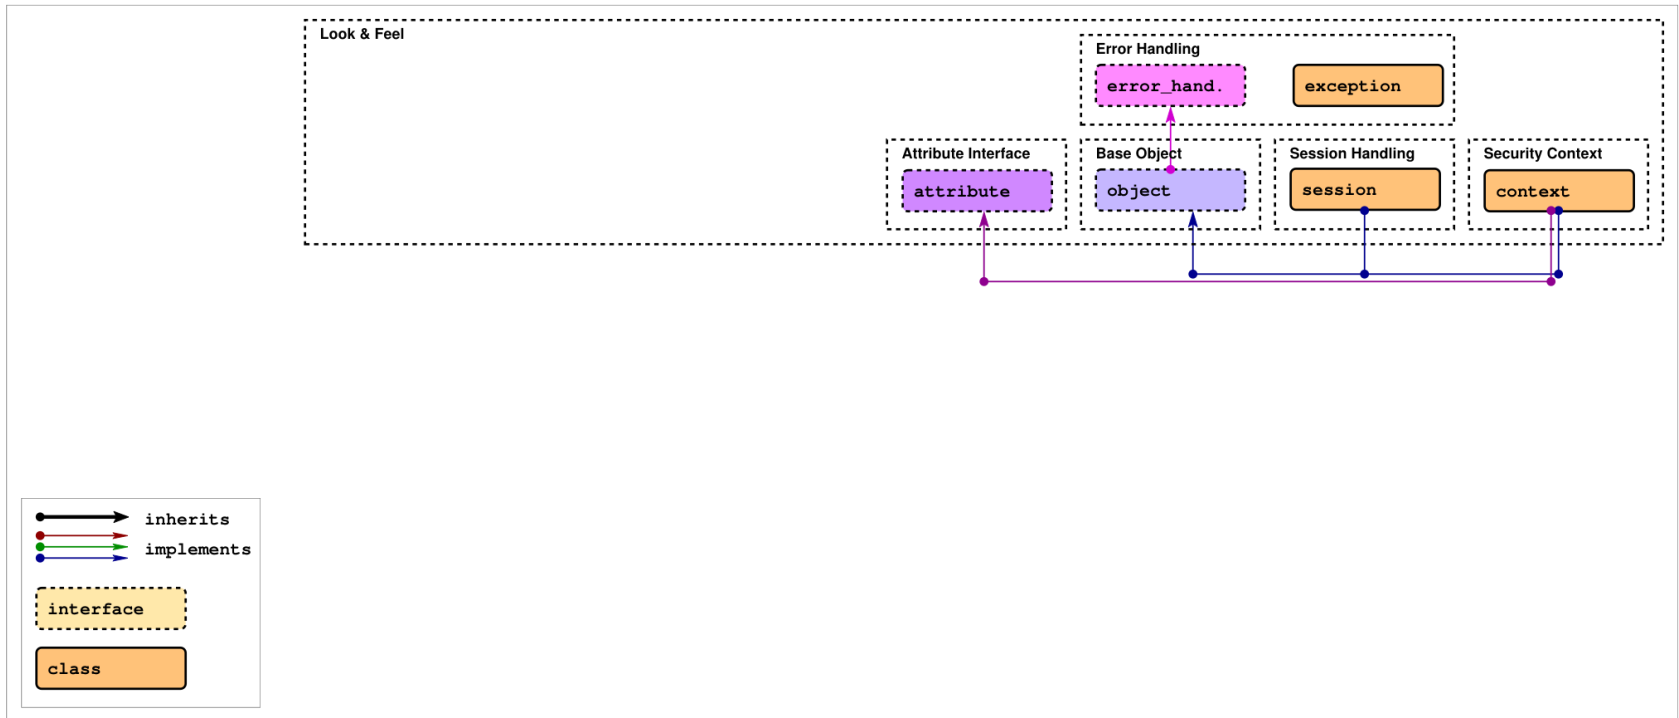 Look & Feel
Error Handling
error_hand.
exception
Attribute Interface
Base Object
Session Handling
Security Context
attribute
object
session
context
inherits
implements
interface
class